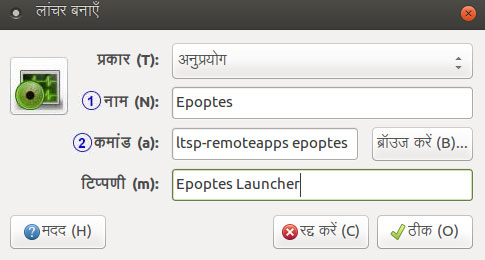 लांचर बनाएँ
प्रकार (T): अनुप्रयोग
1 नाम (N): Epoptes
2 कमांड (a): ltsp-remoteapps epoptes ब्रॉउज करें (B)...
टिप्पणी (m): Epoptes Launcher
मदद (H) रद्द करें (C) ठीक (O)